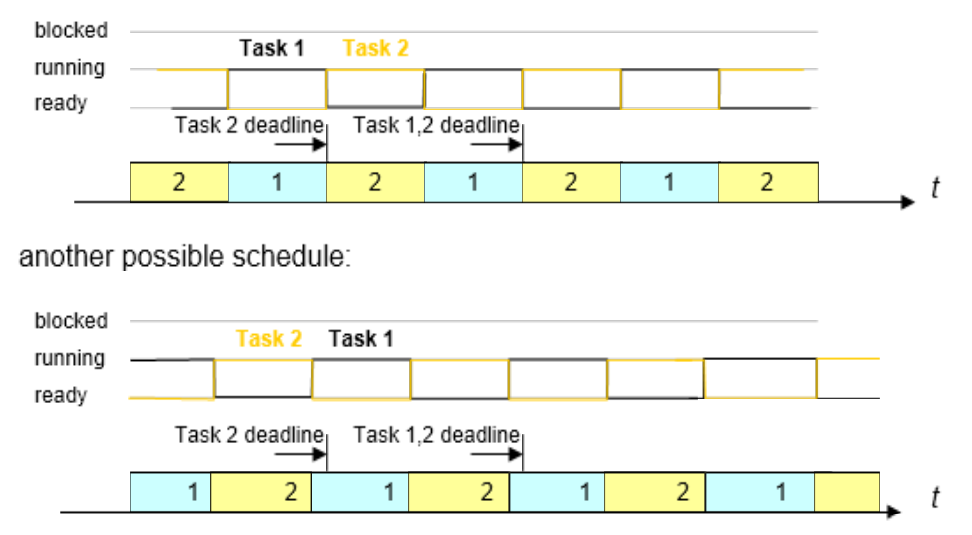 blocked
Task 1 Task 2
running
ready
Task 2 deadline Task 1,2 deadline
2 1 2 1 2 1 2
t
another possible schedule:
blocked
Task 2 Task 1
running
ready
Task 2 deadline Task 1,2 deadline
1 2 1 2 1 2 1
t